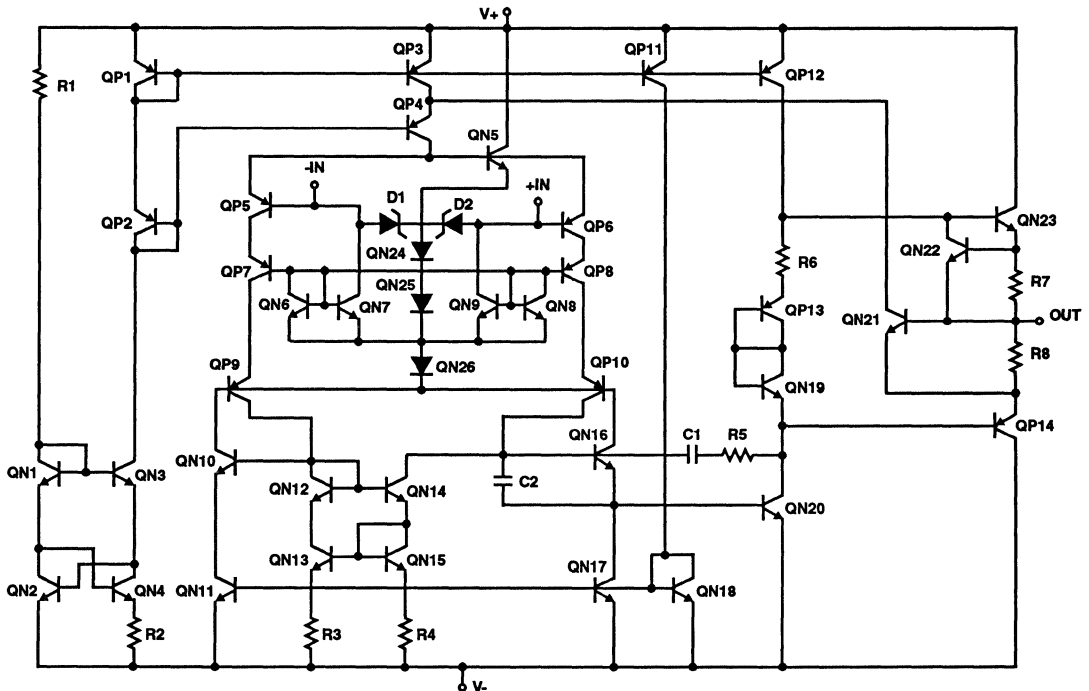 V+
QP1
QP3
QP11
QP12
R1
QP4
QN5
-IN
+IN
D1
D2
QP5
QP6
QP2
QN23
QN22
QN24
QP7
QP8
R6
R7
QN25
QN6
QN7
QN9
QN8
QP13
QN21
OUT
R8
QP9
QN26
QP10
QN19
QN16
C1
R5
QP14
QN1
QN3
QN10
QN12
QN14
C2
QN20
QN13
QN15
QN17
QN2
QN4
QN11
QN18
R2
R3
R4
V-